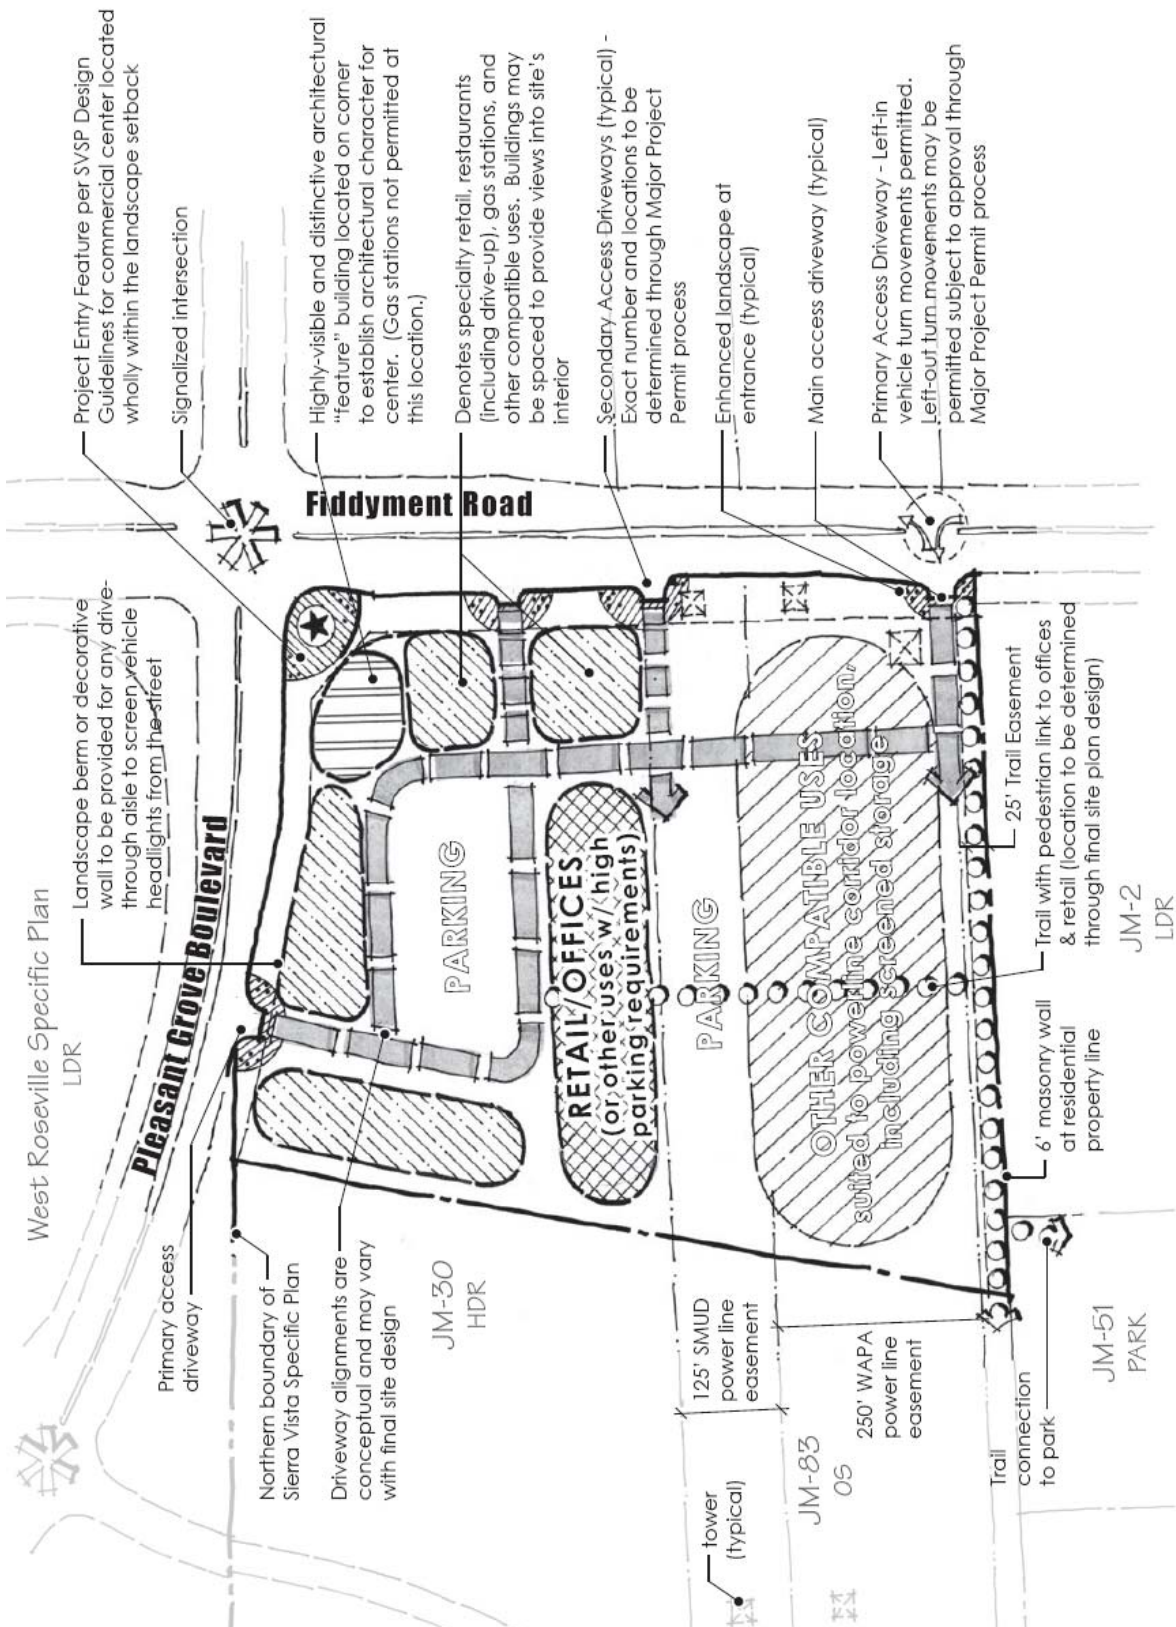 West Roseville Specific Plan
LDR
Landscape berm or decorative
wall to be provided for any drive-
through aisle to screen vehicle
headlights from the street
Project Entry Feature per SVSP Design
Guidelines for commercial center located
wholly within the landscape setback
Signalized intersection
Pleasant Grove Boulevard
Primary access
driveway
Northern boundary of
Sierra Vista Specific Plan
Driveway alignments are
conceptual and may vary
with final site design
JM-30
HDR
Fiddyment Road
Highly-visible and distinctive architectural
"feature" building located on corner
to establish architectural character for
center. (Gas stations not permitted at
this location.)
Denotes specialty retail, restaurants
(including drive-up), gas stations, and
other compatible uses. Buildings may
be spaced to provide views into site's
interior
Secondary Access Driveways (typical) -
Exact number and locations to be
determined through Major Project
Permit process
Enhanced landscape at
entrance (typical)
Main access driveway (typical)
Primary Access Driveway - Left-in
vehicle turn movements permitted.
Left-out turn movements may be
permitted subject to approval through
Major Project Permit process
PARKING
RETAIL/OFFICES
(or other uses w/ high
parking requirements)
PARKING
OTHER COMPATIBLE USES
suited to powerline corridor location,
including screened storage
125' SMUD
power line
easement
250' WAPA
power line
easement
tower
(typical)
JM-83
OS
Trail
connection
to park
JM-51
PARK
6' masonry wall
at residential
property line
Trail with pedestrian link to offices
& retail (location to be determined
through final site plan design)
25' Trail Easement
JM-2
LDR